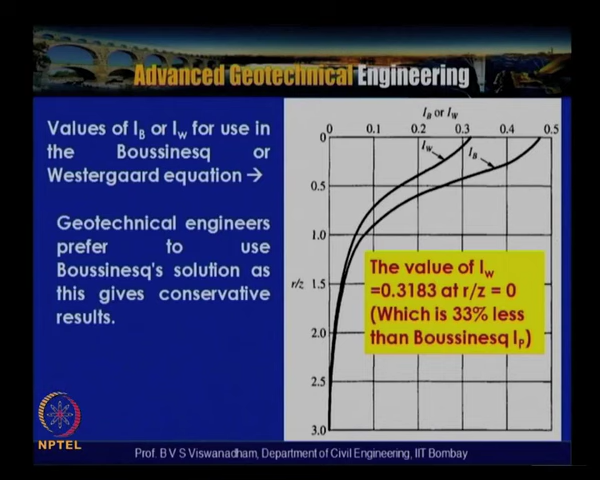 Advanced Geotechnical Engineering
Values of I_B or I_w for use in
the Boussinesq or
Westergaard equation →
Geotechnical engineers
prefer to use
Boussinesq's solution as
this gives conservative
results.
I_B or I_W
0 0.1 0.2 0.3 0.4 0.5
I_W
I_B
0
0.5
1.0
1.5
2.0
2.5
3.0
r/z
The value of I_w
=0.3183 at r/z = 0
(Which is 33% less
than Boussinesq I_P)
NPTEL
Prof. B V S Viswanadham, Department of Civil Engineering, IIT Bombay